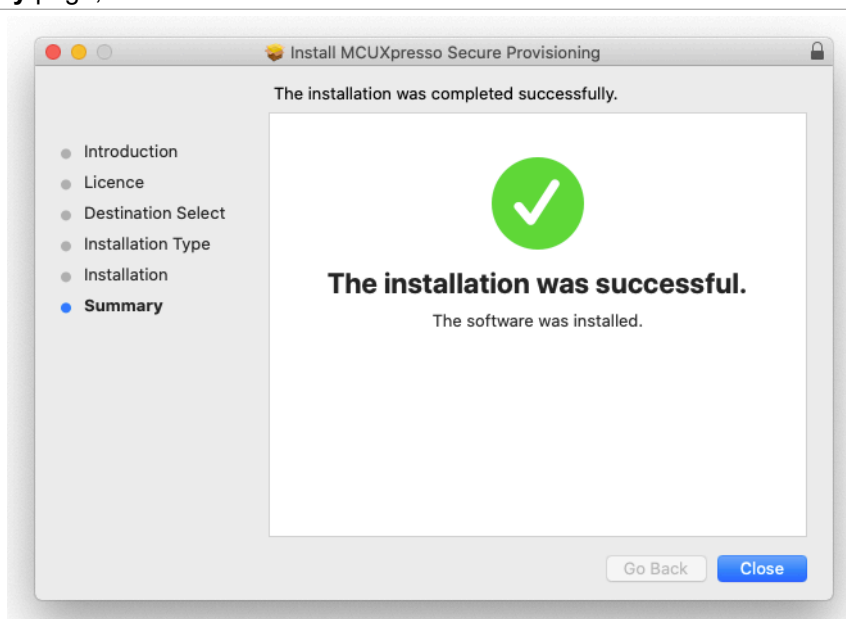 y page,
Install MCUXpresso Secure Provisioning
The installation was completed successfully.
Introduction
Licence
Destination Select
Installation Type
Installation
Summary
The installation was successful.
The software was installed.
Go Back
Close